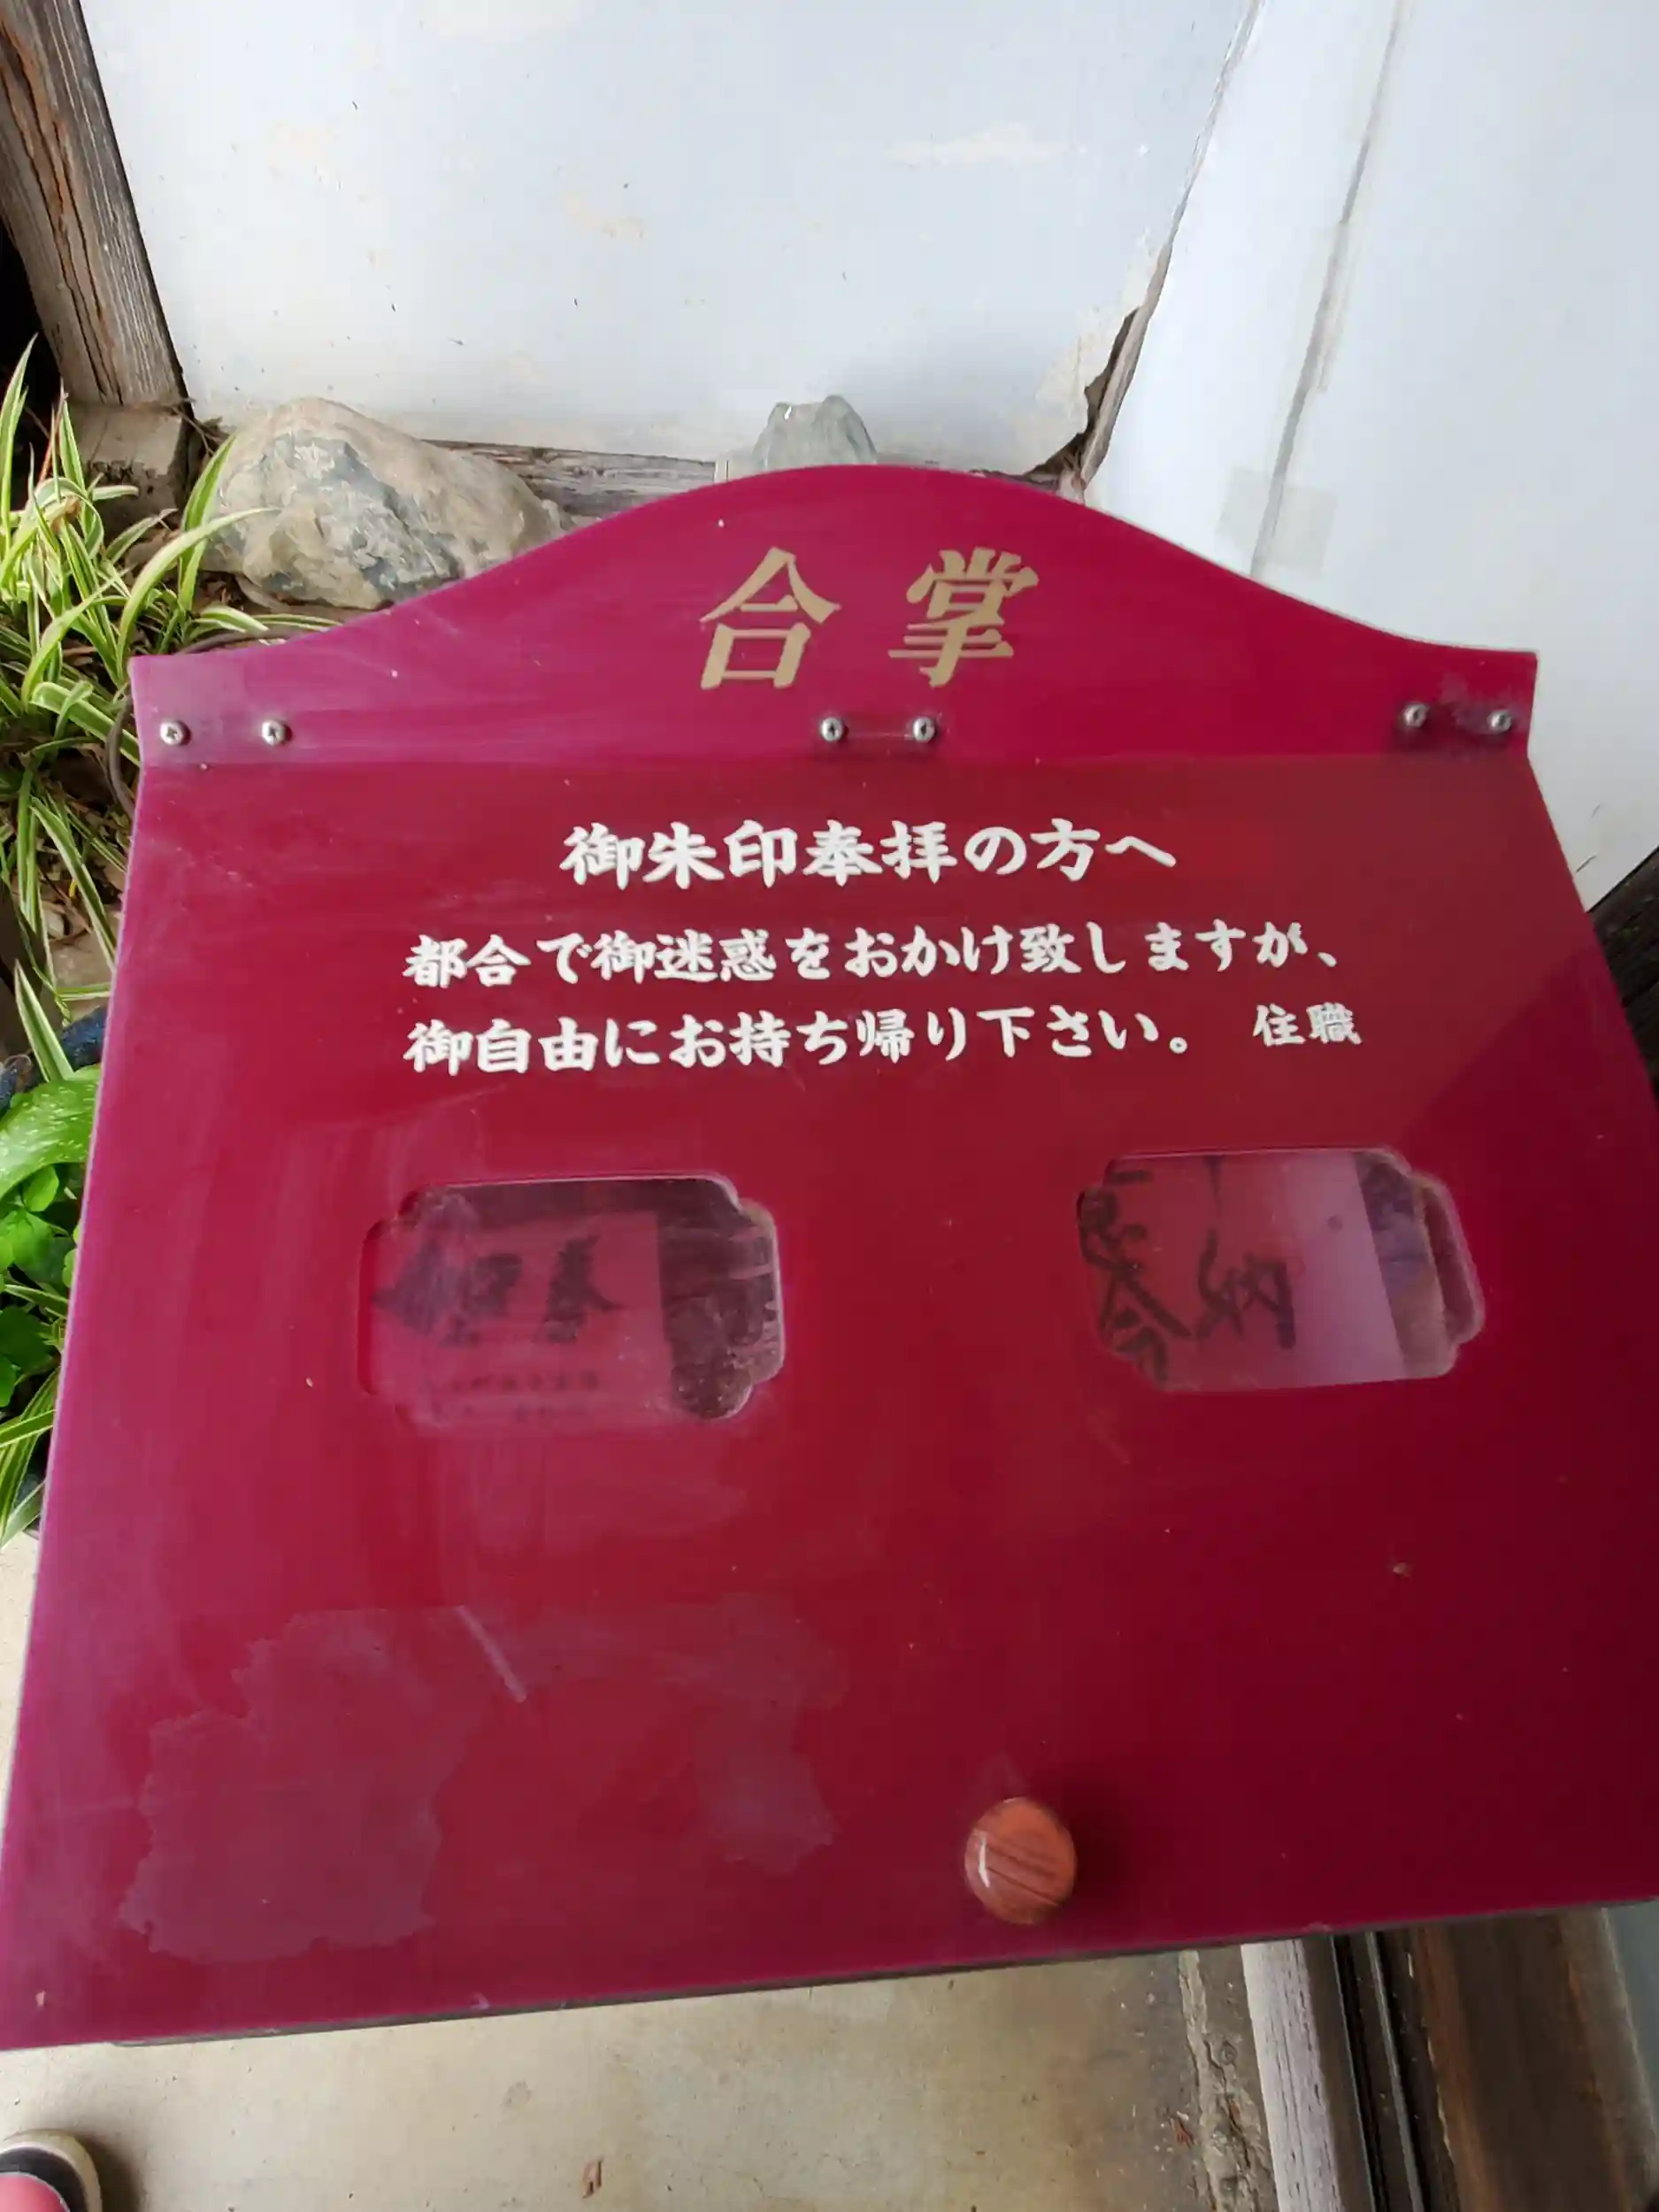 合掌
御朱印奉拝の方へ
都合で御迷惑をおかけ致しますが、
御自由にお持ち帰り下さい。 住職
納